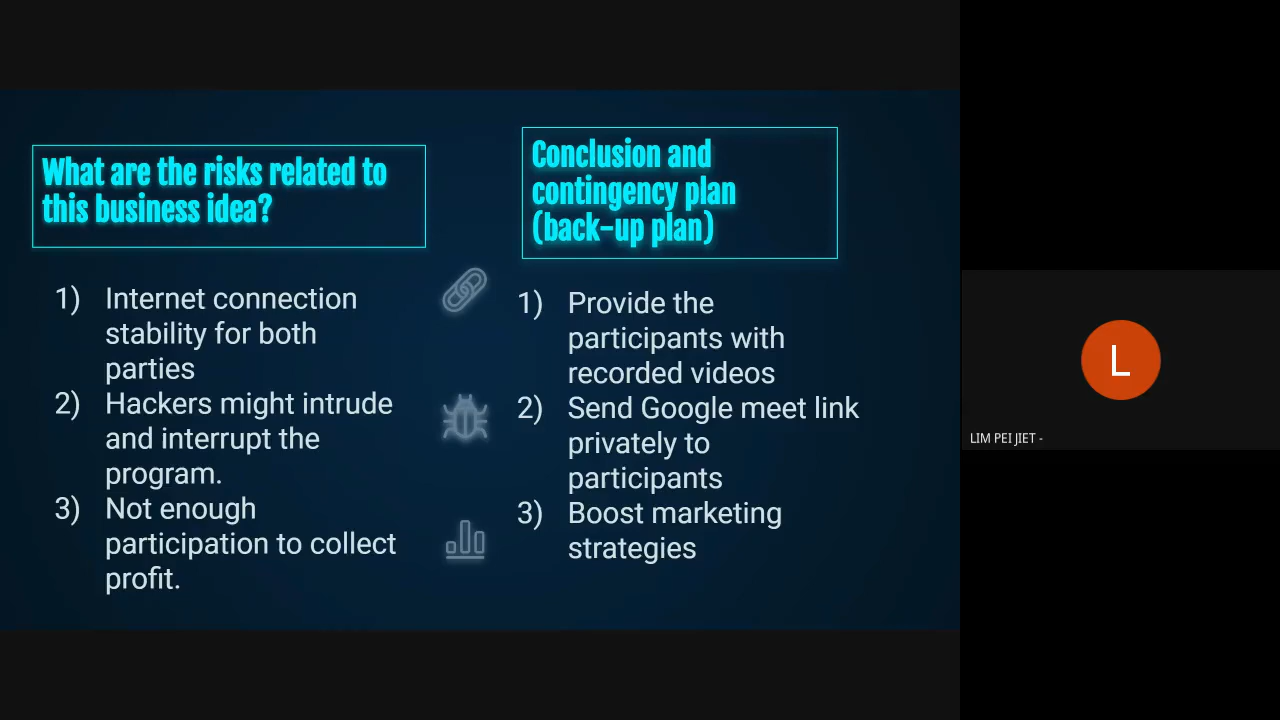 What are the risks related to
this business idea?
1) Internet connection
stability for both
parties
2) Hackers might intrude
and interrupt the
program.
3) Not enough
participation to collect
profit.
Conclusion and
contingency plan
(back-up plan)
1) Provide the
participants with
recorded videos
2) Send Google meet link
privately to
participants
3) Boost marketing
strategies
L
LIM PEI JIET -